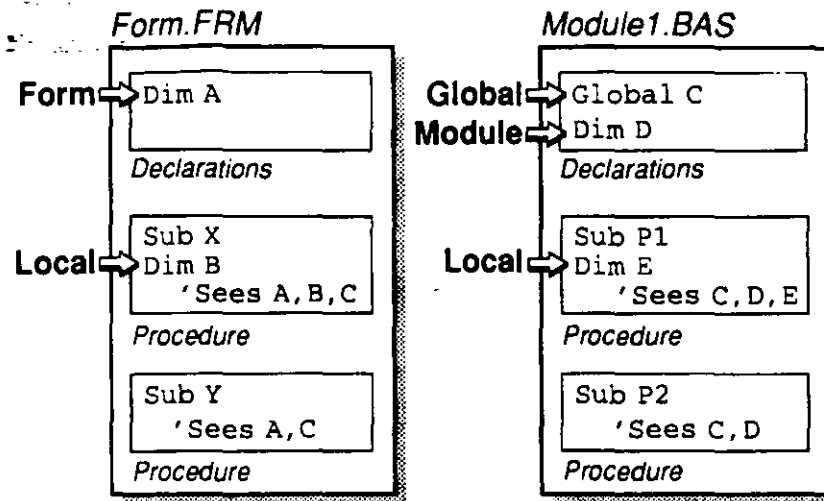 Form.FRM
Form
Dim A
Declarations
Local
Sub X
Dim B
'Sees A,B,C
Procedure
Sub Y
'Sees A,C
Procedure
Module1.BAS
Global
Global C
Module
Dim D
Declarations
Local
Sub P1
Dim E
'Sees C,D,E
Procedure
Sub P2
'Sees C,D
Procedure